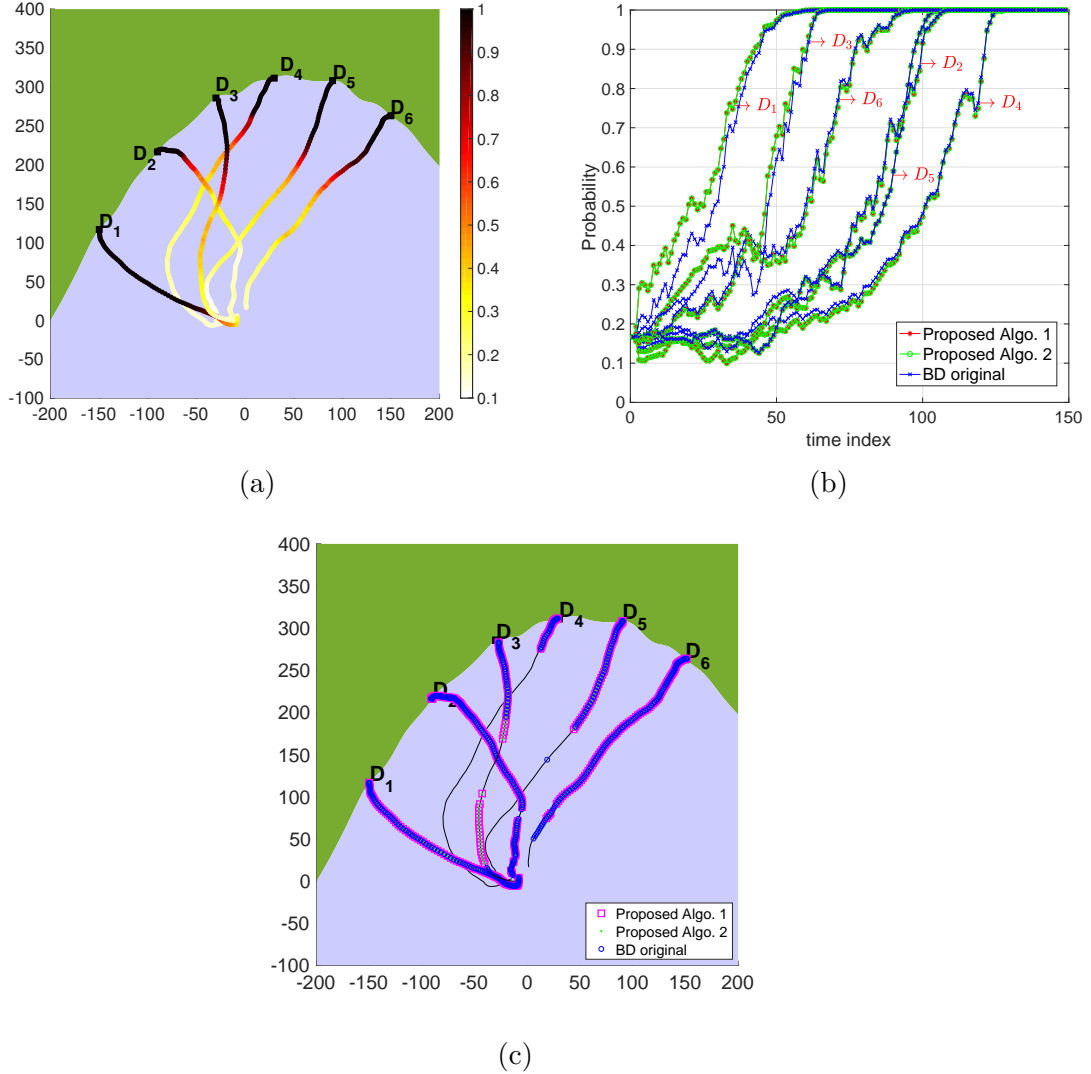 400
350
300
250
200
150
100
50
0
-50
-100
-200 -150 -100 -50 0 50 100 150 200
D1
D2
D3
D4
D5
D6
1
0.9
0.8
0.7
0.6
0.5
0.4
0.3
0.2
0.1
(a)
Probability
1
0.9
0.8
0.7
0.6
0.5
0.4
0.3
0.2
0.1
0
0 50 100 150
time index
D3
D2
D1
D6
D4
D5
Proposed Algo. 1
Proposed Algo. 2
BD original
(b)
400
350
300
250
200
150
100
50
0
-50
-100
-200 -150 -100 -50 0 50 100 150 200
D1
D2
D3
D4
D5
D6
Proposed Algo. 1
Proposed Algo. 2
BD original
(c)